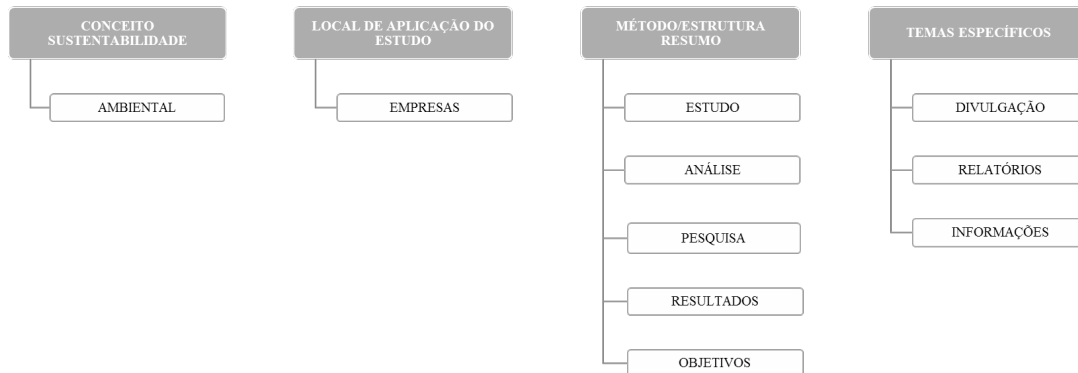 CONCEITO
SUSTENTABILIDADE
AMBIENTAL
LOCAL DE APLICAÇÃO DO
ESTUDO
EMPRESAS
MÉTODO/ESTRUTURA
RESUMO
ESTUDO
ANÁLISE
PESQUISA
RESULTADOS
OBJETIVOS
TEMAS ESPECÍFICOS
DIVULGAÇÃO
RELATÓRIOS
INFORMAÇÕES